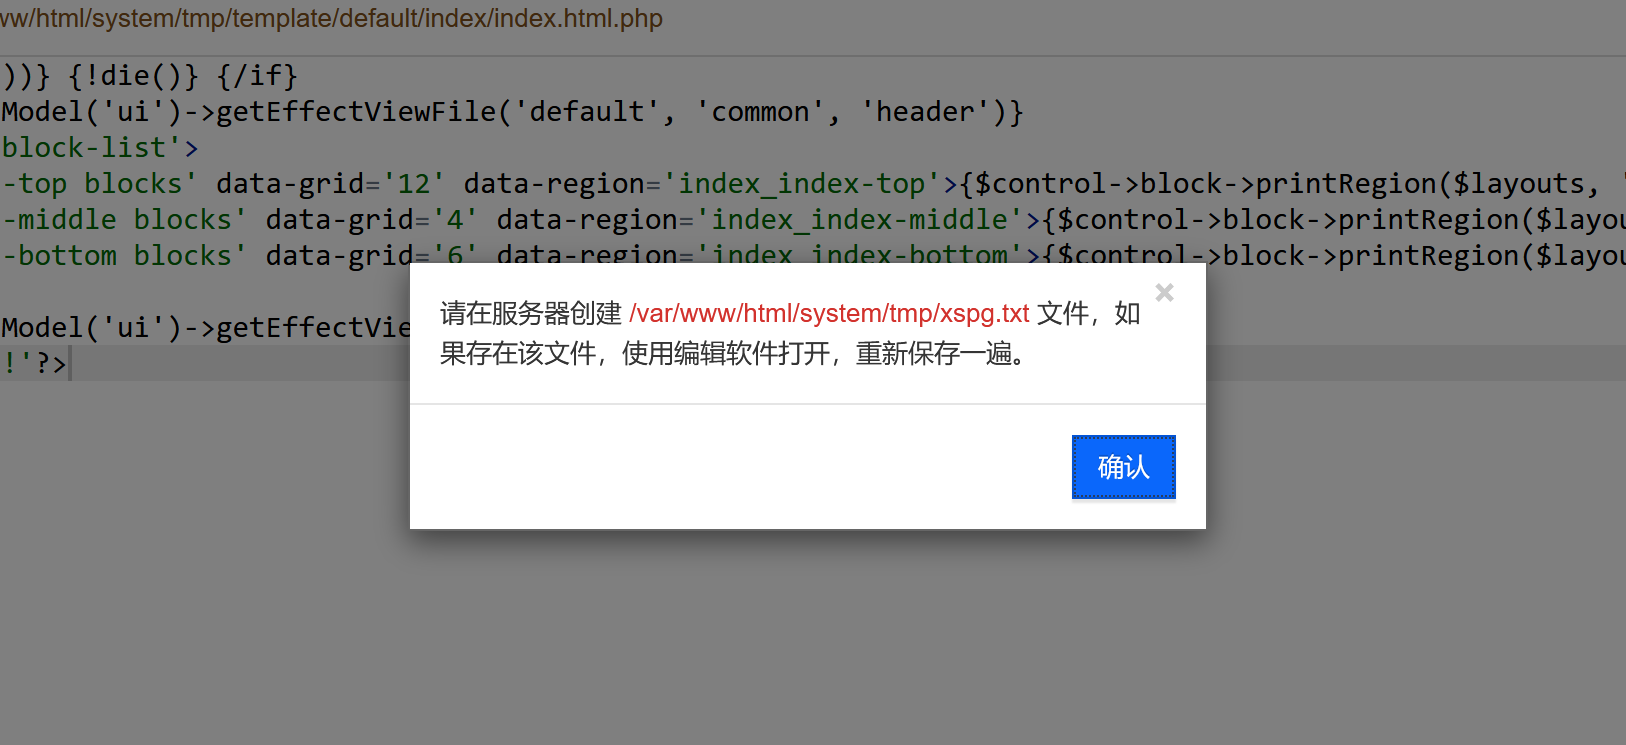 ww/html/system/tmp/template/default/index/index.html.php
))} {!die()} {/if}
Model('ui')->getEffectViewFile('default', 'common', 'header')}
block-list'>
-top blocks' data-grid='12' data-region='index_index-top'>{$control->block->printRegion($layouts, '
-middle blocks' data-grid='4' data-region='index_index-middle'>{$control->block->printRegion($layou
-bottom blocks' data-grid='6' data-region='index_index-bottom'>{$control->block->printRegion($layou
Model('ui')->getEffectVie
!'?>
请在服务器创建 /var/www/html/system/tmp/xspg.txt 文件，如
果存在该文件，使用编辑软件打开，重新保存一遍。
×
确认